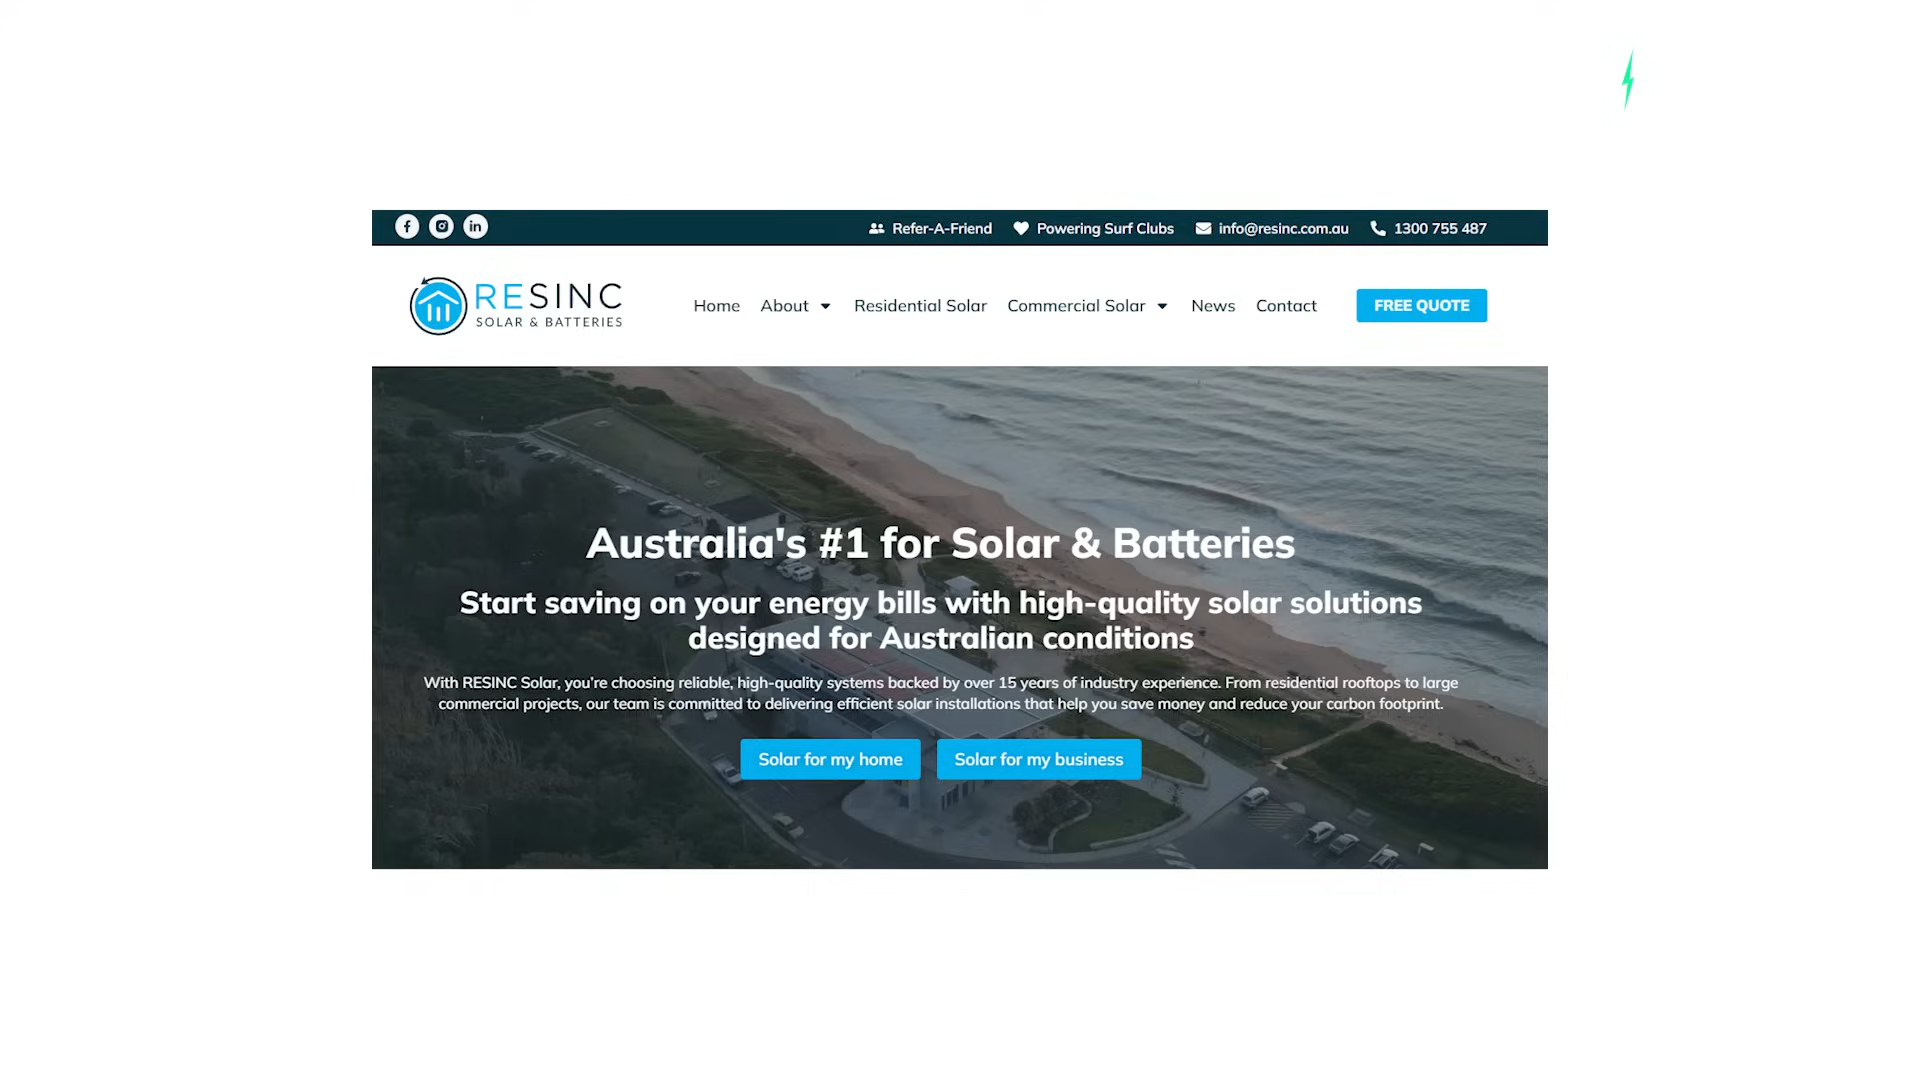 Refer-A-Friend Powering Surf Clubs info@resinc.com.au 1300 755 487
RESINC
SOLAR & BATTERIES
Home About Residential Solar Commercial Solar News Contact FREE QUOTE
Australia's #1 for Solar & Batteries
Start saving on your energy bills with high-quality solar solutions
designed for Australian conditions
With RESINC Solar, you're choosing reliable, high-quality systems backed by over 15 years of industry experience. From residential rooftops to large
commercial projects, our team is committed to delivering efficient solar installations that help you save money and reduce your carbon footprint.
Solar for my home Solar for my business